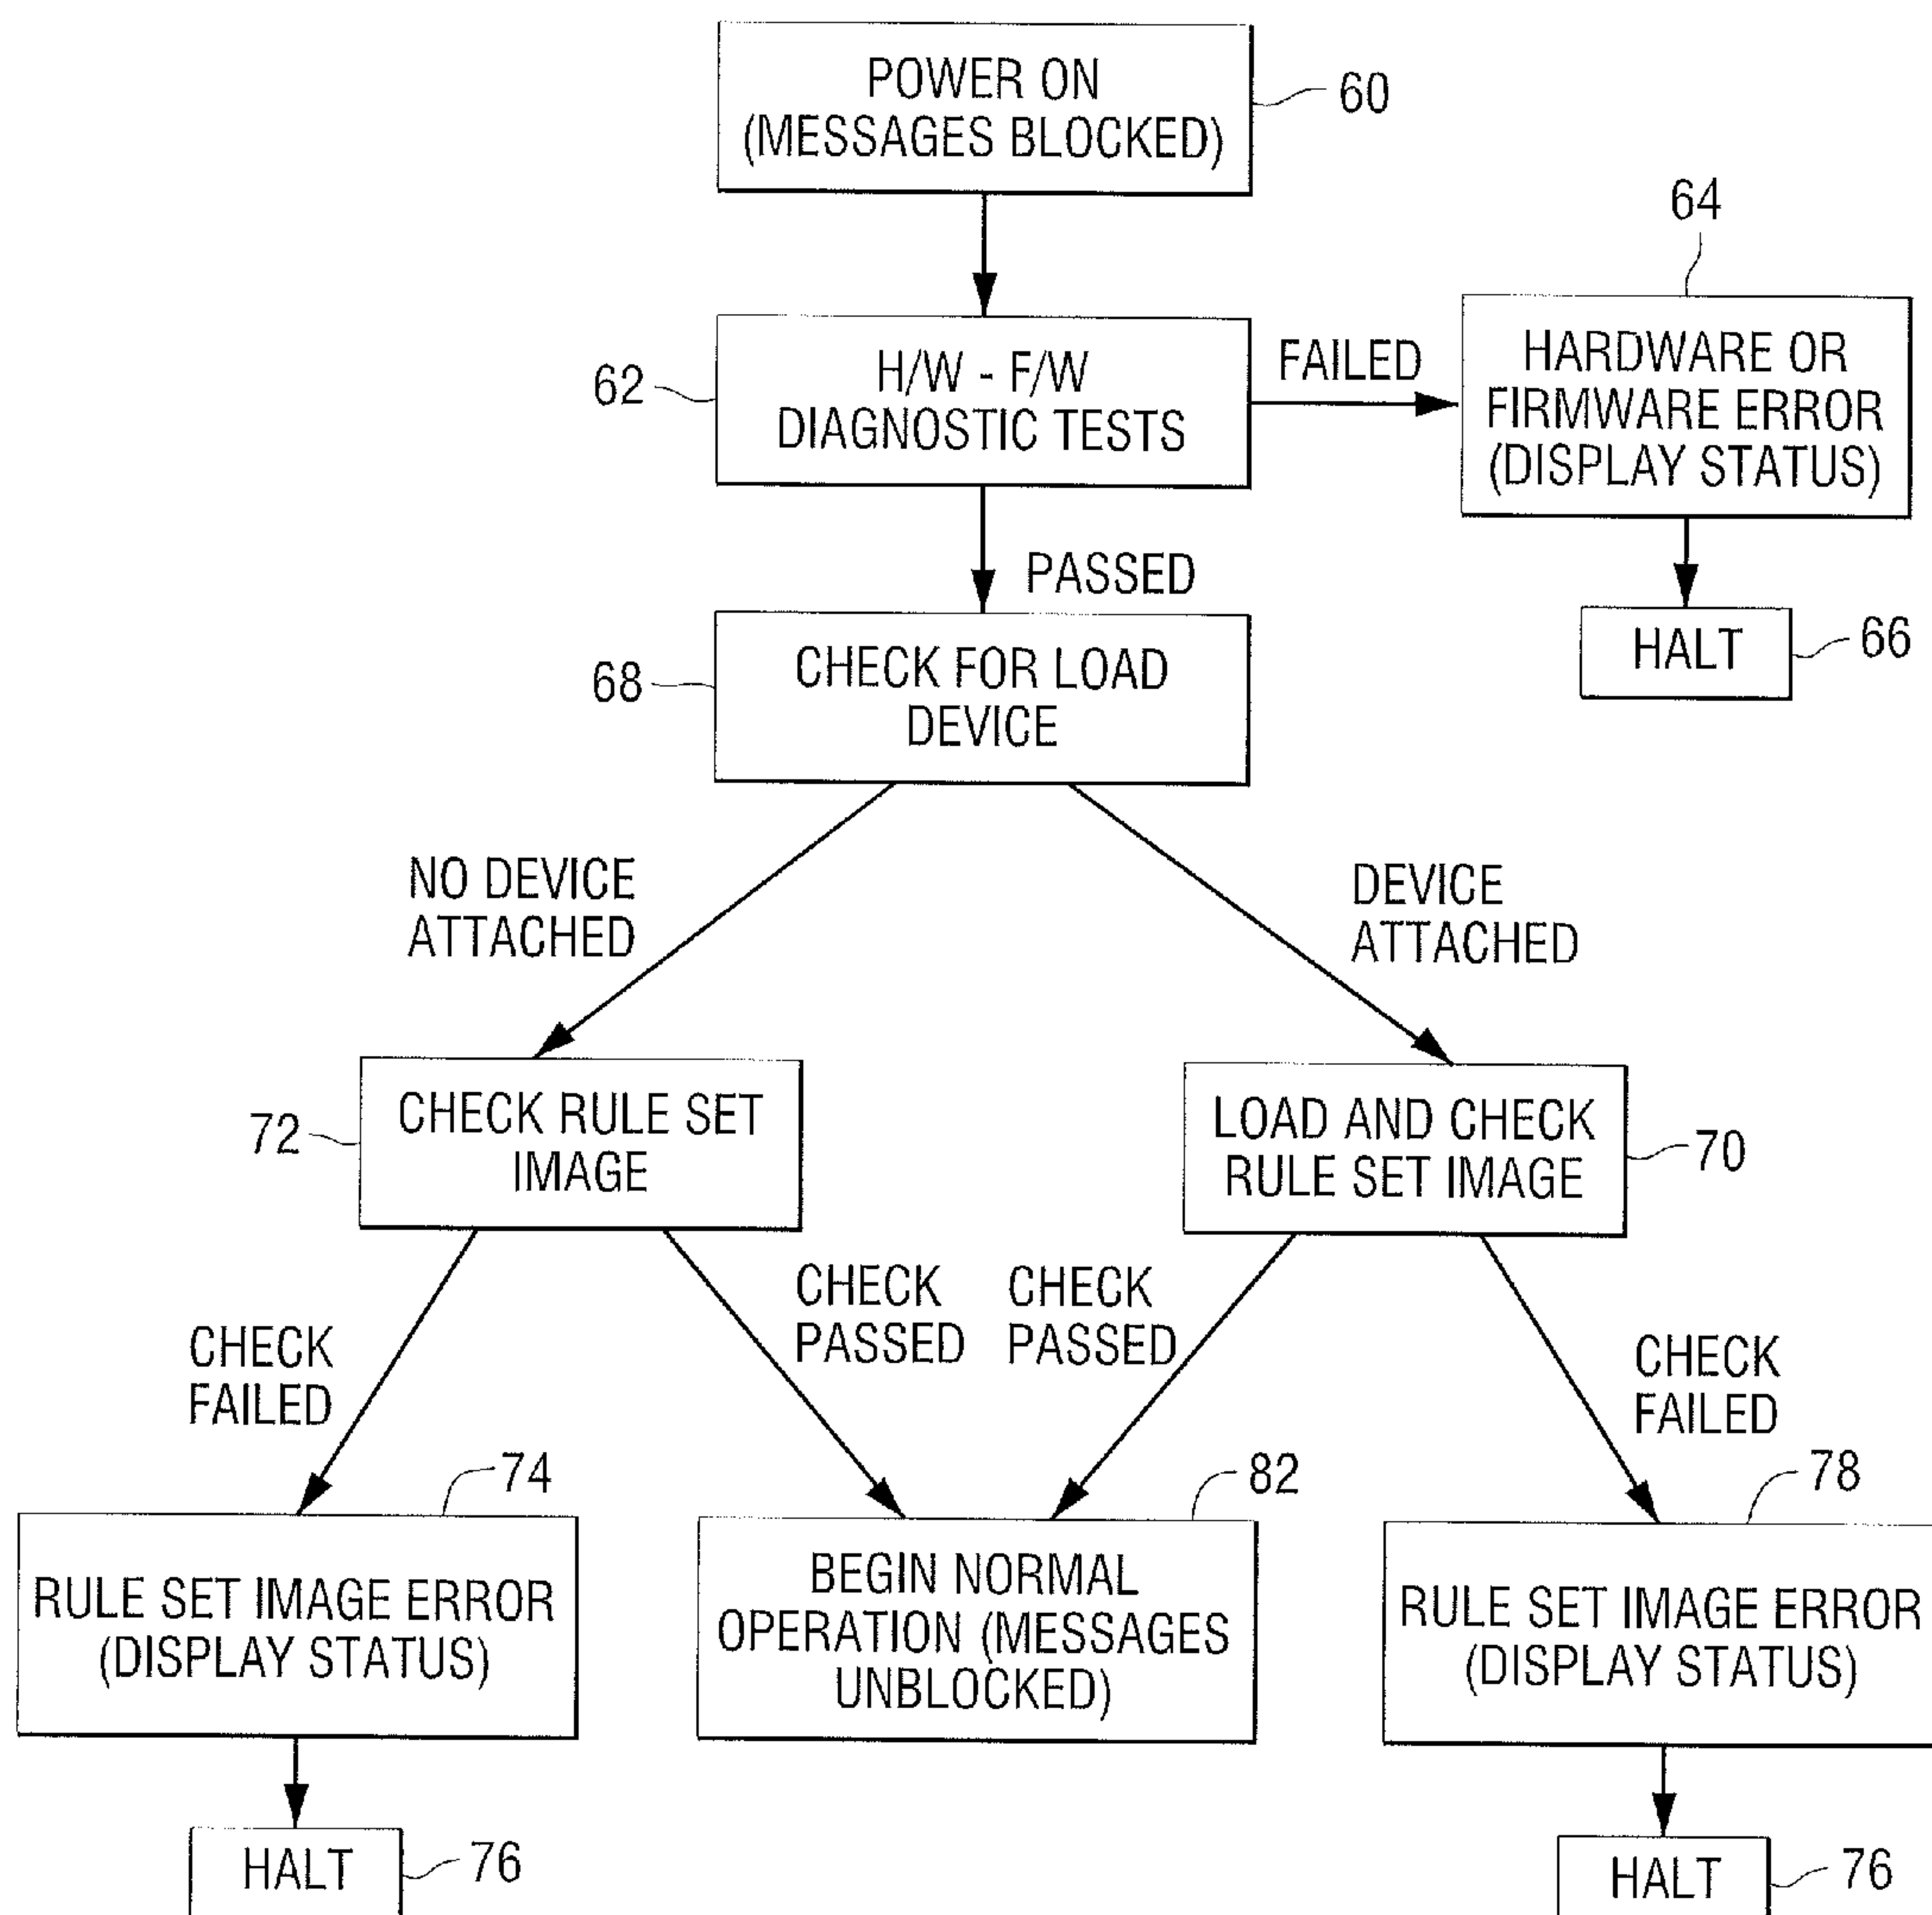 POWER ON
(MESSAGES BLOCKED)
60
64
H/W - F/W
DIAGNOSTIC TESTS
62
FAILED
HARDWARE OR
FIRMWARE ERROR
(DISPLAY STATUS)
PASSED
HALT
66
CHECK FOR LOAD
DEVICE
68
NO DEVICE
ATTACHED
DEVICE
ATTACHED
72
CHECK RULE SET
IMAGE
LOAD AND CHECK
RULE SET IMAGE
70
CHECK
FAILED
CHECK
PASSED
CHECK
PASSED
CHECK
FAILED
74
82
78
RULE SET IMAGE ERROR
(DISPLAY STATUS)
BEGIN NORMAL
OPERATION (MESSAGES
UNBLOCKED)
RULE SET IMAGE ERROR
(DISPLAY STATUS)
HALT
76
HALT
76